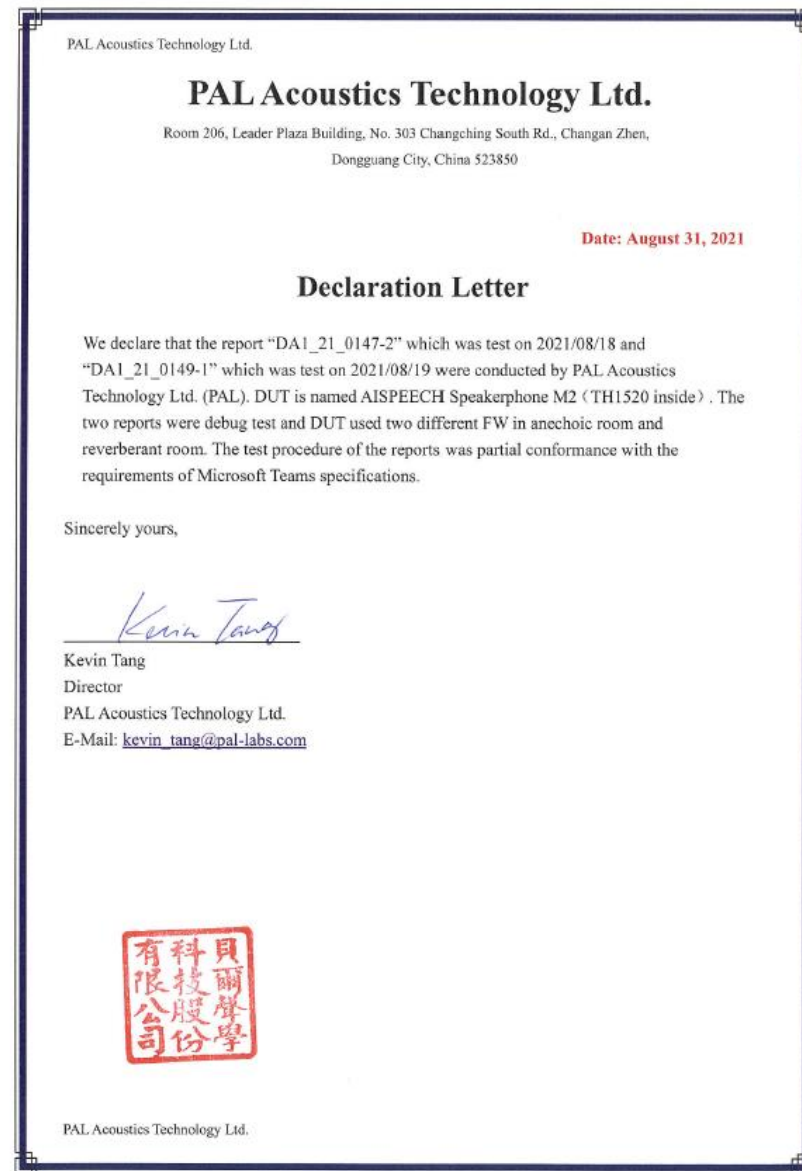 PAL Acoustics Technology Ltd.
PAL Acoustics Technology Ltd.
Room 206, Leader Plaza Building, No. 303 Changching South Rd., Changan Zhen,
Dongguang City, China 523850
Date: August 31, 2021
Declaration Letter
We declare that the report “DA1_21_0147-2” which was test on 2021/08/18 and
“DA1_21_0149-1” which was test on 2021/08/19 were conducted by PAL Acoustics
Technology Ltd. (PAL). DUT is named AISPEECH Speakerphone M2（TH1520 inside）. The
two reports were debug test and DUT used two different FW in anechoic room and
reverberant room. The test procedure of the reports was partial conformance with the
requirements of Microsoft Teams specifications.
Sincerely yours,
Kevin Tang
Kevin Tang
Director
PAL Acoustics Technology Ltd.
E-Mail: kevin_tang@pal-labs.com
貝爾聲學
科技股份
有限公司
PAL Acoustics Technology Ltd.